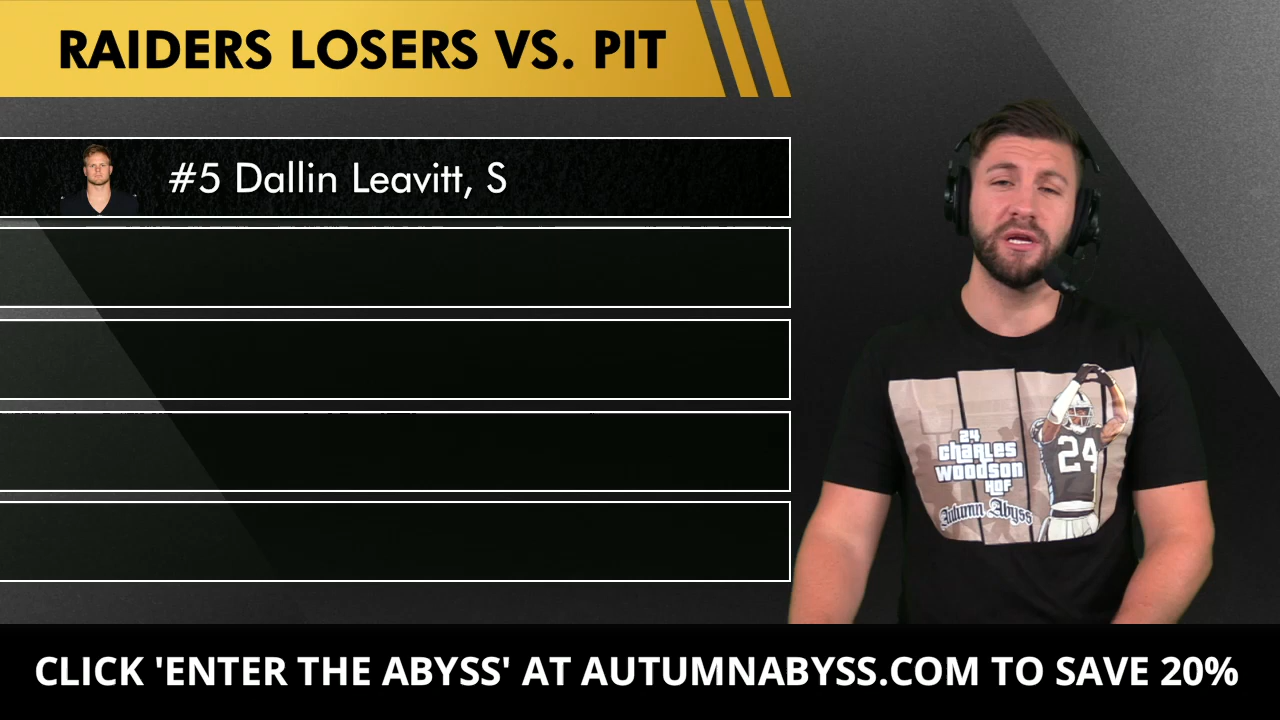 RAIDERS LOSERS VS. PIT
#5 Dallin Leavitt, S
24
24
Charles
Woodson
HOF
Autumn Abyss
CLICK 'ENTER THE ABYSS' AT AUTUMNABYSS.COM TO SAVE 20%